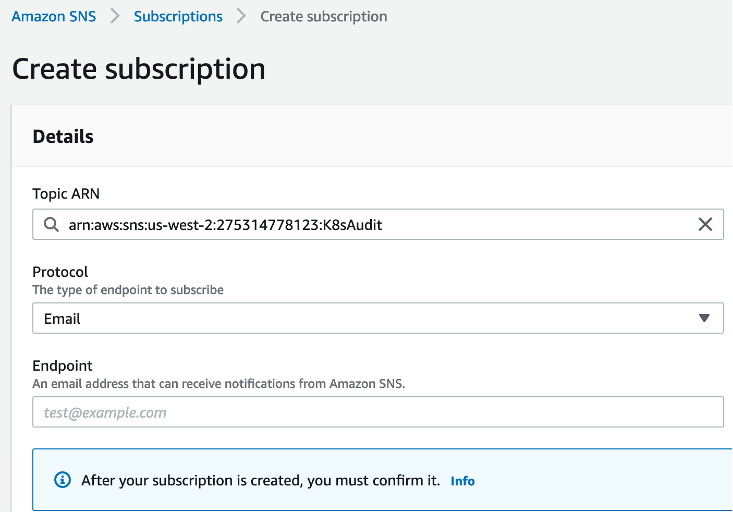 Amazon SNS > Subscriptions > Create subscription
Create subscription
Details
Topic ARN
arn:aws:sns:us-west-2:275314778123:K8sAudit
Protocol
The type of endpoint to subscribe
Email
Endpoint
An email address that can receive notifications from Amazon SNS.
test@example.com
After your subscription is created, you must confirm it. Info